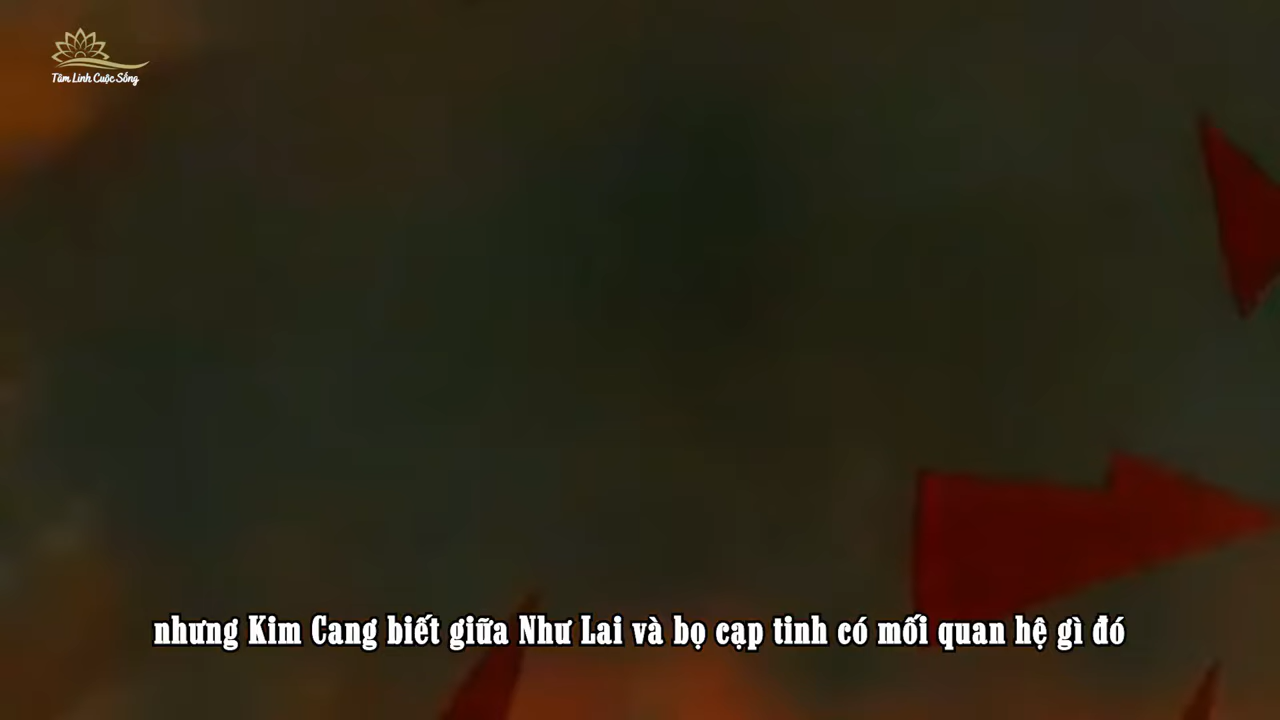 Tâm Linh Cuộc Sống
nhưng Kim Cang biết giữa Như Lai và bọ cạp tinh có mối quan hệ gì đó